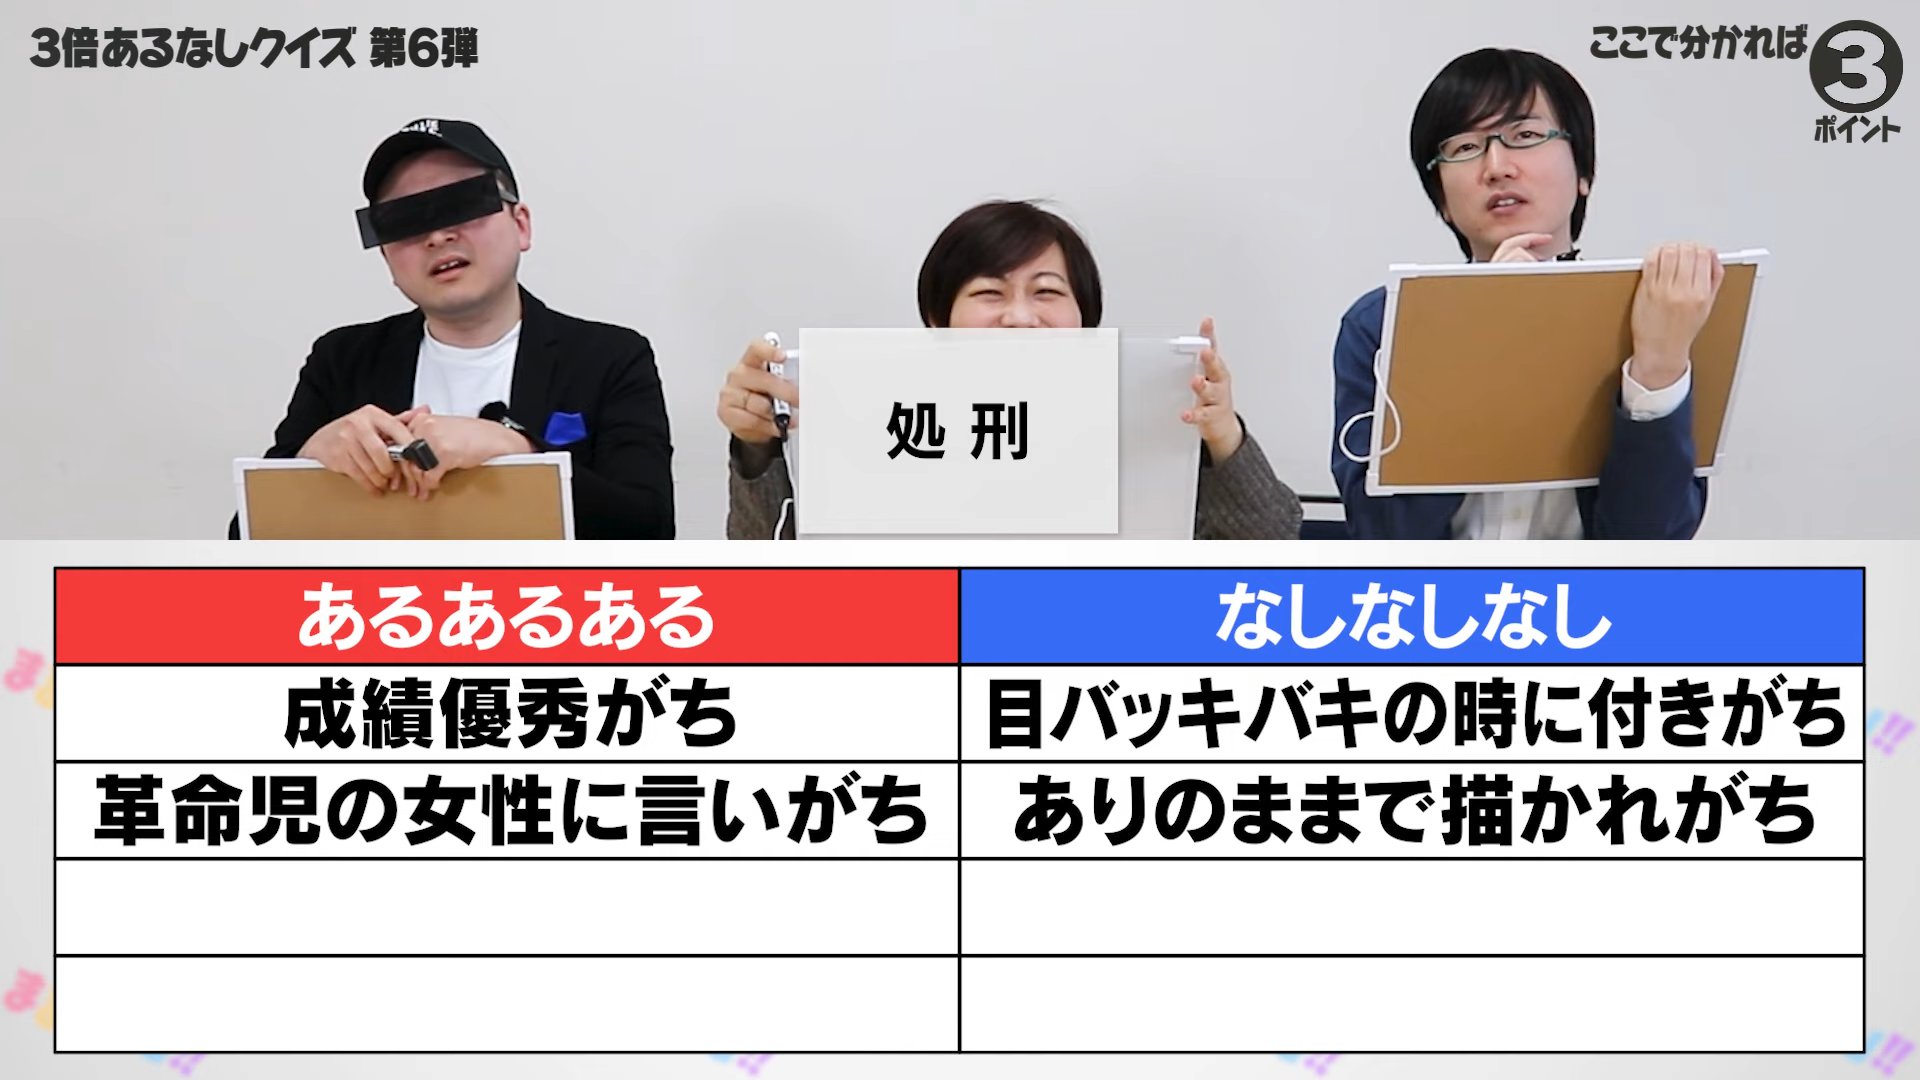 3倍あるなしクイズ 第6弾
ここで分かれば
3
ポイント
処刑
あるあるある
なしなしなし
成績優秀がち
目バッキバキの時に付きがち
革命児の女性に言いがち
ありのままで描かれがち